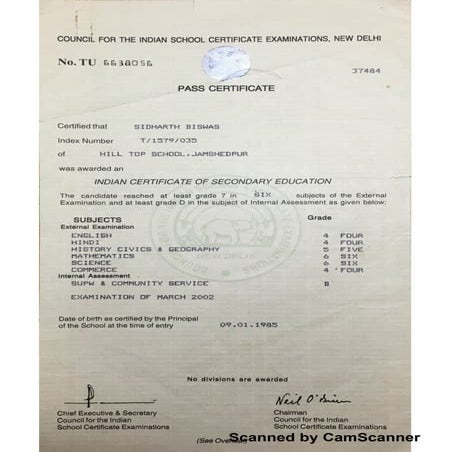 COUNCIL FOR THE INDIAN SCHOOL CERTIFICATE EXAMINATIONS, NEW DELHI
No. TU 6638056
37484
PASS CERTIFICATE
Certified that SIDHARTH BISWAS
Index Number T/1579/035
of HILL TOP SCHOOL,JAMSHEDPUR
was awarded an
INDIAN CERTIFICATE OF SECONDARY EDUCATION
The candidate reached at least grade 7 in SIX subjects of the External
Examination and at least grade D in the subject of Internal Assessment as given below:
SUBJECTS Grade
External Examination
ENGLISH 4 FOUR
HINDI 4 FOUR
HISTORY CIVICS & GEOGRAPHY 5 FIVE
MATHEMATICS 6 SIX
SCIENCE 6 SIX
COMMERCE 4 FOUR
Internal Assessment
SUPW & COMMUNITY SERVICE B
EXAMINATION OF MARCH 2002
Date of birth as certified by the Principal
of the School at the time of entry 09.01.1985
No divisions are awarded
Neil O'Brien
Chief Executive & Secretary Chairman
Council for the Indian Council for the Indian
School Certificate Examinations School Certificate Examinations
(See Overleaf)
Scanned by CamScanner